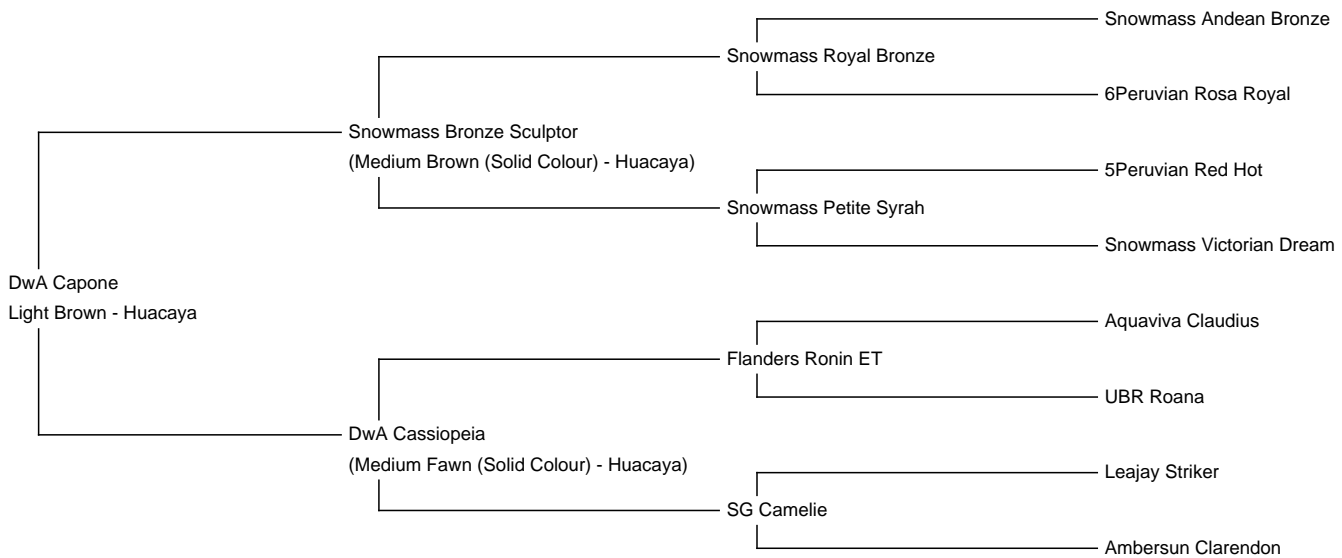 Snowmass Andean Bronze
Snowmass Royal Bronze
6Peruvian Rosa Royal
Snowmass Bronze Sculptor
(Medium Brown (Solid Colour) - Huacaya)
5Peruvian Red Hot
Snowmass Petite Syrah
Snowmass Victorian Dream
DwA Capone
Light Brown - Huacaya
Aquaviva Claudius
Flanders Ronin ET
UBR Roana
DwA Cassiopeia
(Medium Fawn (Solid Colour) - Huacaya)
Leajay Striker
SG Camelie
Ambersun Clarendon